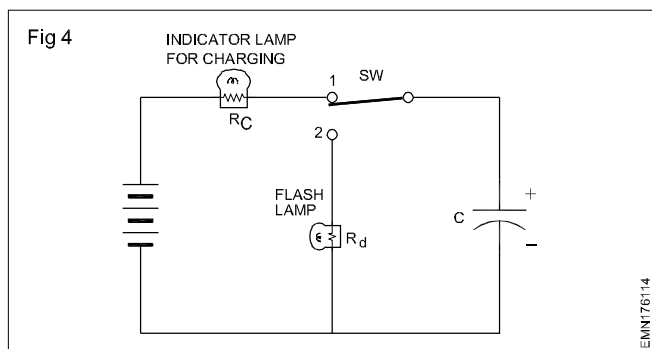 Fig 4
INDICATOR LAMP
FOR CHARGING
RC
1
SW
2
FLASH
LAMP
Rd
C
+
–
EMN176114